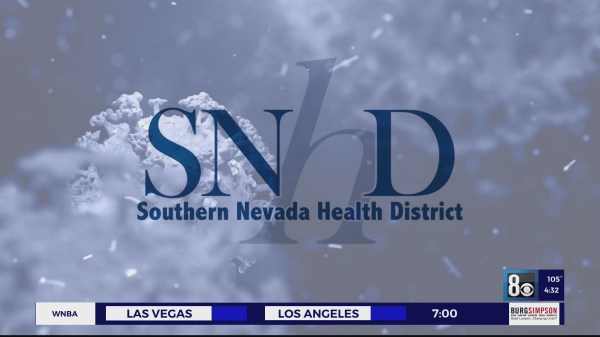 SNhD
Southern Nevada Health District
8
105°
4:32
WNBA
LAS VEGAS
LOS ANGELES
7:00
BURGSIMPSON